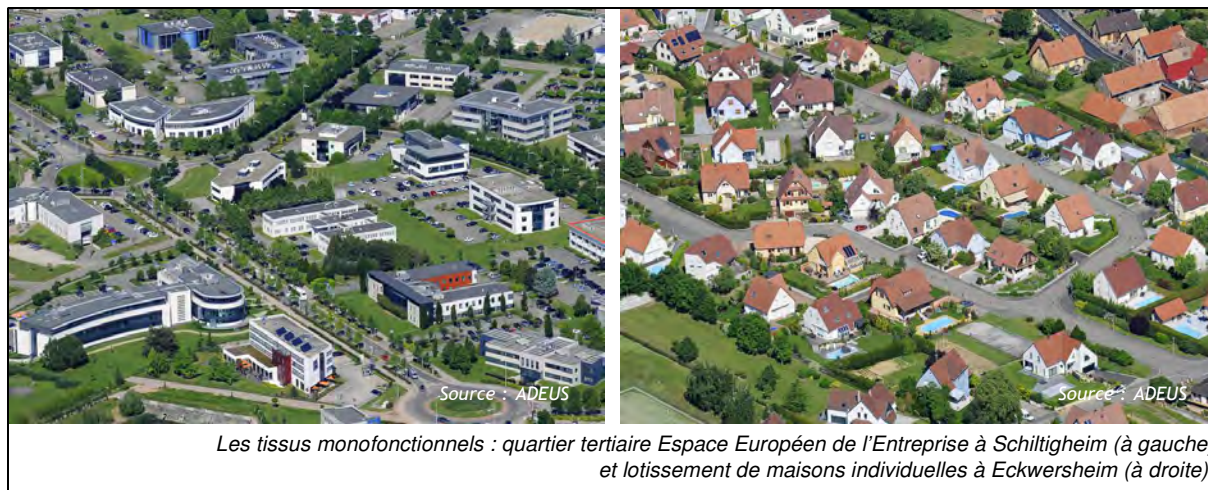 Source : ADEUS
Source : ADEUS
Les tissus monofonctionnels : quartier tertiaire Espace Européen de l'Entreprise à Schiltigheim (à gauche)
et lotissement de maisons individuelles à Eckwersheim (à droite)